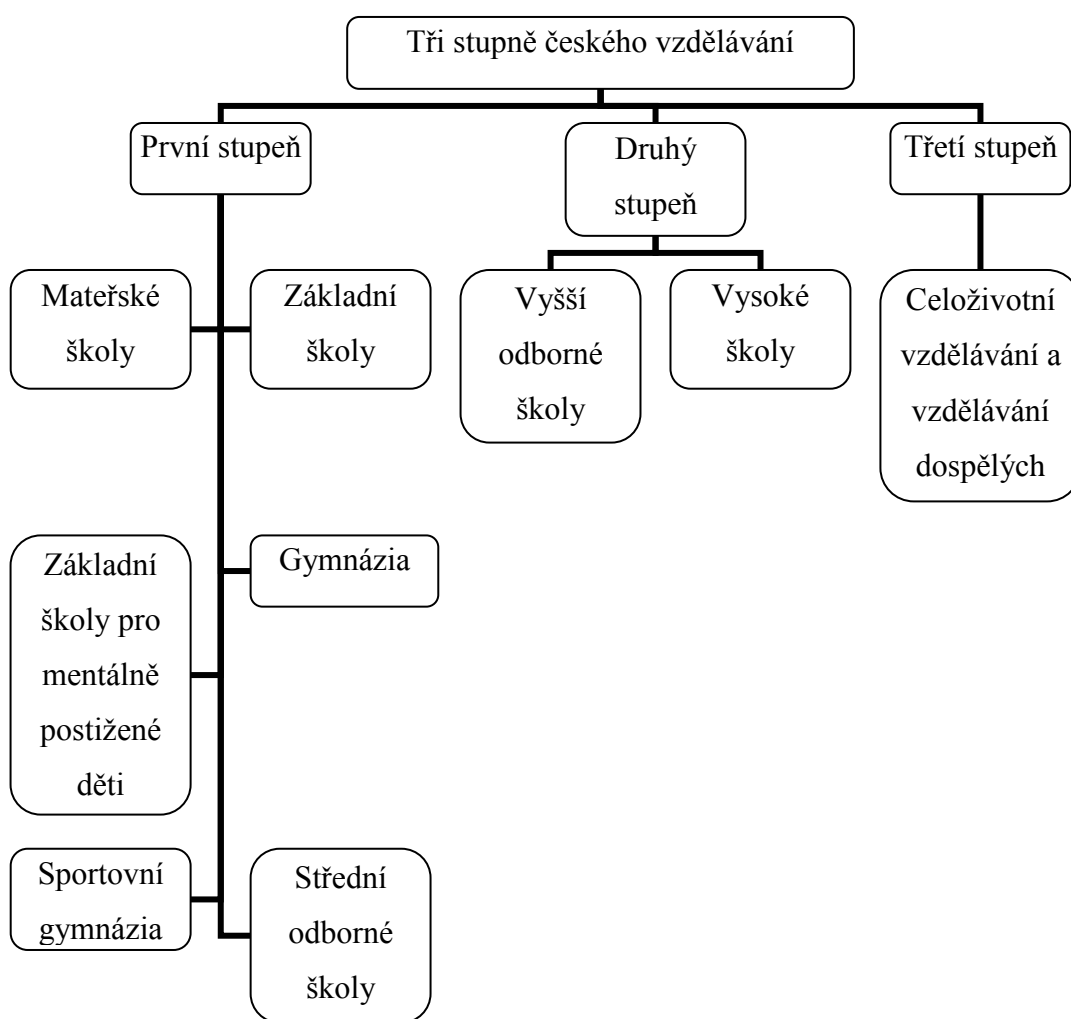 Tři stupně českého vzdělávání
První stupeň
Druhý
stupeň
Třetí stupeň
Mateřské
školy
Základní
školy
Vyšší
odborné
školy
Vysoké
školy
Celoživotní
vzdělávání a
vzdělávání
dospělých
Základní
školy pro
mentálně
postižené
děti
Gymnázia
Sportovní
gymnázia
Střední
odborné
školy